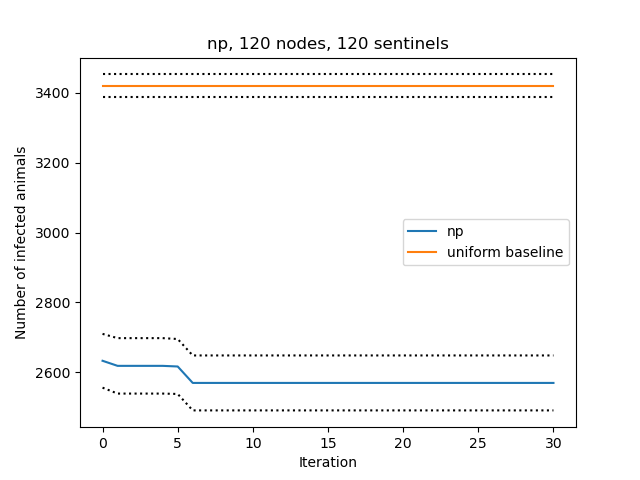 np, 120 nodes, 120 sentinels
3400
3200
3000
2800
2600
Number of infected animals
np
uniform baseline
0 5 10 15 20 25 30
Iteration